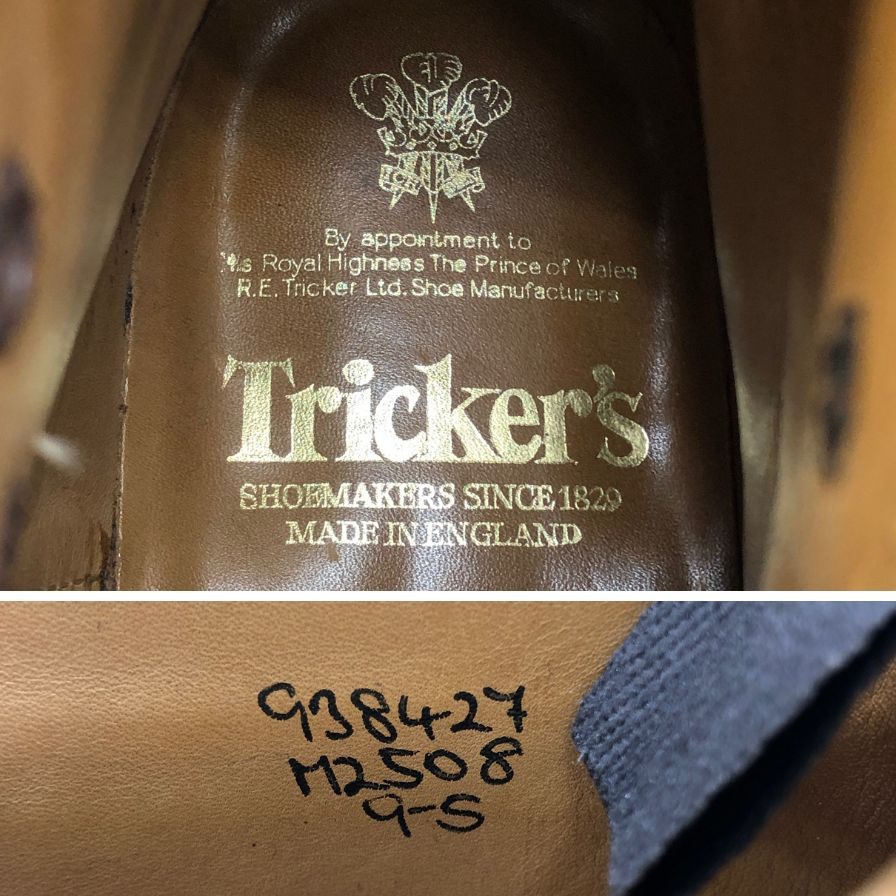 By appointment to
His Royal Highness The Prince of Wales
R.E. Tricker Ltd. Shoe Manufacturers
Tricker's
SHOEMAKERS SINCE 1829
MADE IN ENGLAND
938427
M2508
9-5